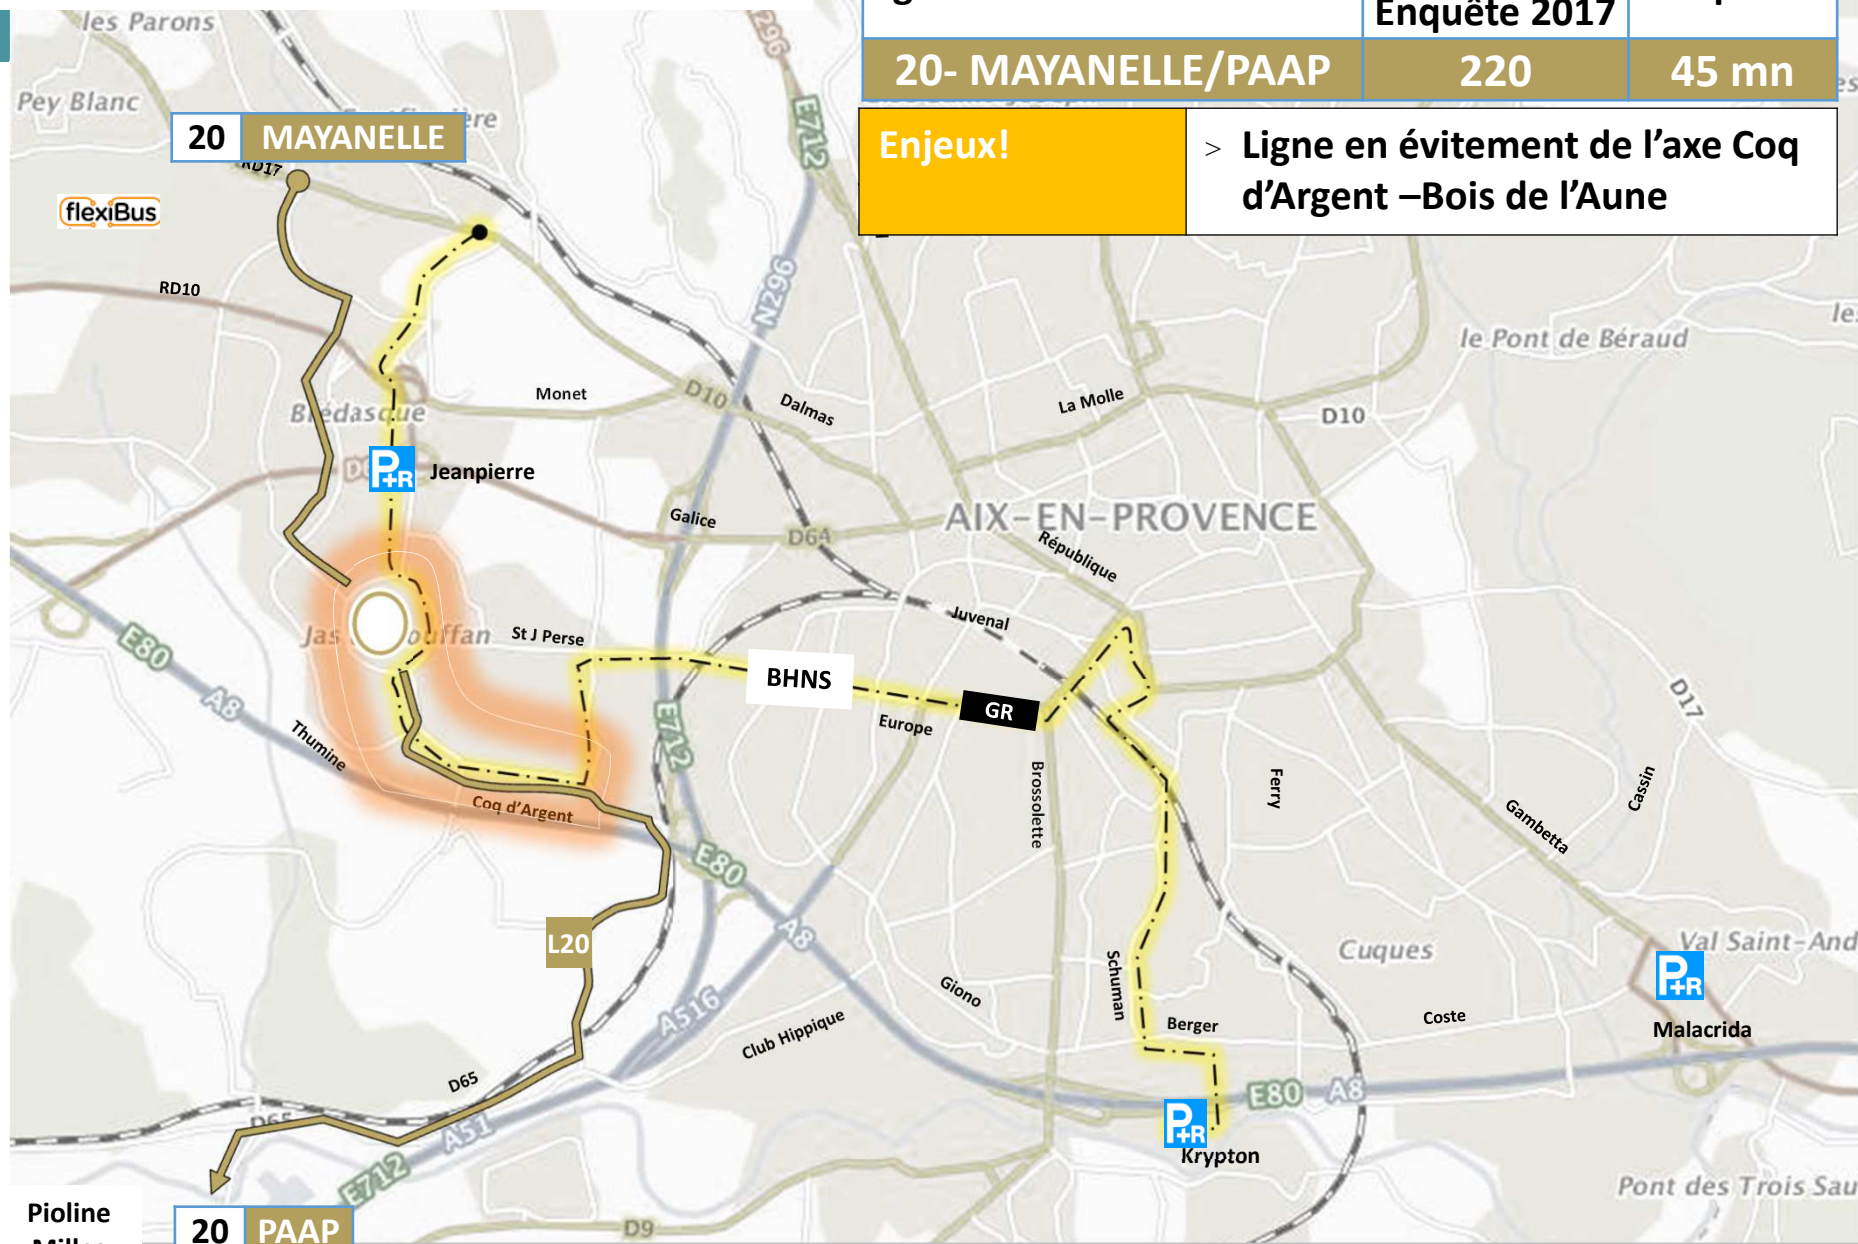 les Parons
Enquête 2017
20- MAYANELLE/PAAP
220
45 mn
Enjeux!
> Ligne en évitement de l’axe Coq
d’Argent –Bois de l’Aune
Pey Blanc
20 MAYANELLE
RD17
flexiBus
E712
N296
RD10
le Pont de Béraud
Monet
D10
Dalmas
La Molle
D10
Brédasque
P+R
Jeanpierre
Galice
D64
AIX-EN-PROVENCE
République
Juvenal
E80
St J Perse
BHNS
GR
Europe
A8
Thumine
E712
D17
Coq d’Argent
Brossolette
Ferry
Cassin
Gambetta
E80
L20
A8
Cuques
Val Saint-And
P+R
Malacrida
Schuman
Giono
A516
Club Hippique
Berger
Coste
D65
D65
E80
A8
P+R
Krypton
A51
E712
Pioline
20 PAAP
D9
Pont des Trois Sau